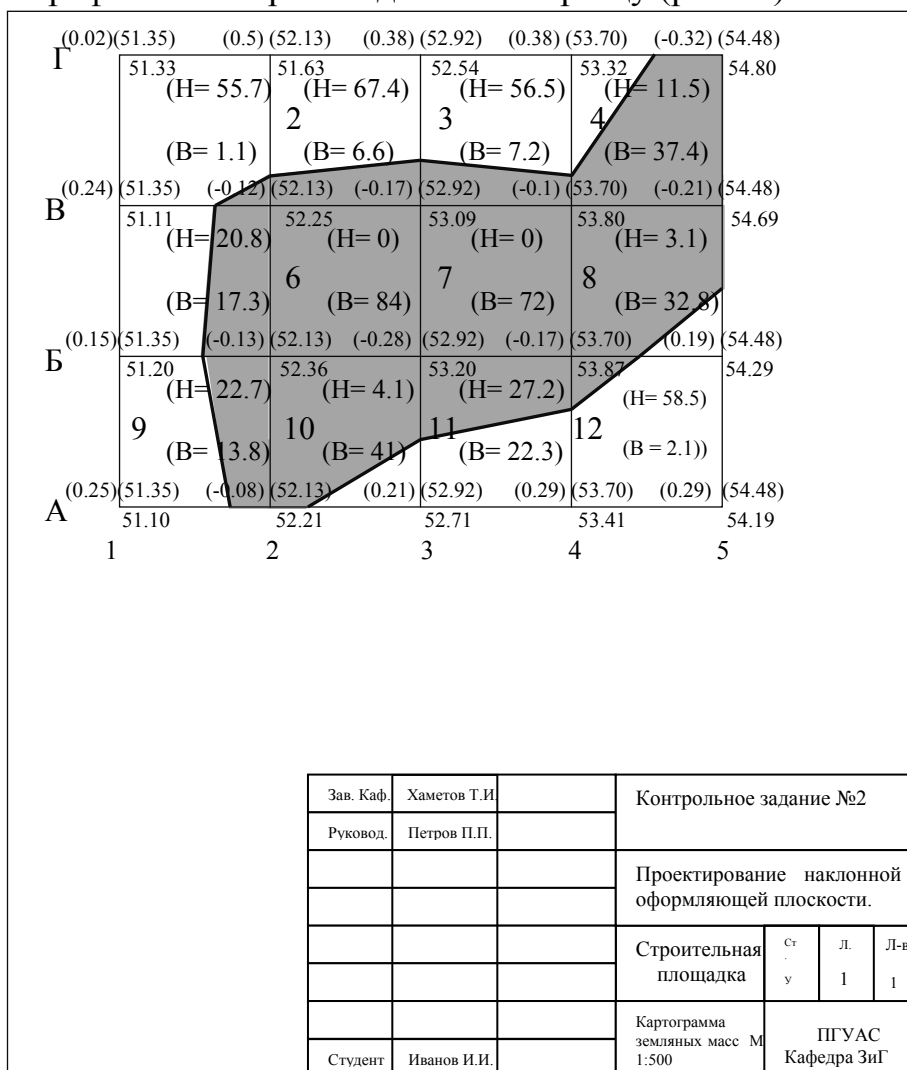 (0.02)(51.35) (0.5) (52.13) (0.38) (52.92) (0.38) (53.70) (-0.32) (54.48)
Г
51.33 51.63 52.54 53.32 54.80
(Н= 55.7) (Н= 67.4) (Н= 56.5) (Н= 11.5)
2 3 4
(В= 1.1) (В= 6.6) (В= 7.2) (В= 37.4)
(0.24) (51.35) (-0.12) (52.13) (-0.17) (52.92) (-0.1) (53.70) (-0.21) (54.48)
В
51.11 52.25 53.09 53.80 54.69
(Н= 20.8) (Н= 0) (Н= 0) (Н= 3.1)
6 7 8
(В= 17.3) (В= 84) (В= 72) (В= 32.8)
(0.15)(51.35) (-0.13) (52.13) (-0.28) (52.92) (-0.17) (53.70) (0.19) (54.48)
Б
51.20 52.36 53.20 53.87 54.29
(Н= 22.7) (Н= 4.1) (Н= 27.2) (Н= 58.5)
9 10 11 12
(В= 13.8) (В= 41) (В= 22.3) (В = 2.1))
(0.25)(51.35) (-0.08) (52.13) (0.21) (52.92) (0.29) (53.70) (0.29) (54.48)
А
51.10 52.21 52.71 53.41 54.19
1 2 3 4 5
Зав. Каф. Хаметов Т.И. Контрольное задание №2
Руковод. Петров П.П.
Проектирование наклонной
оформляющей плоскости.
Строительная
площадка
Ст
.
у
Л. Л-в
1 1
Картограмма
земляных масс М
1:500
ПГУАС
Кафедра ЗиГ
Студент Иванов И.И.